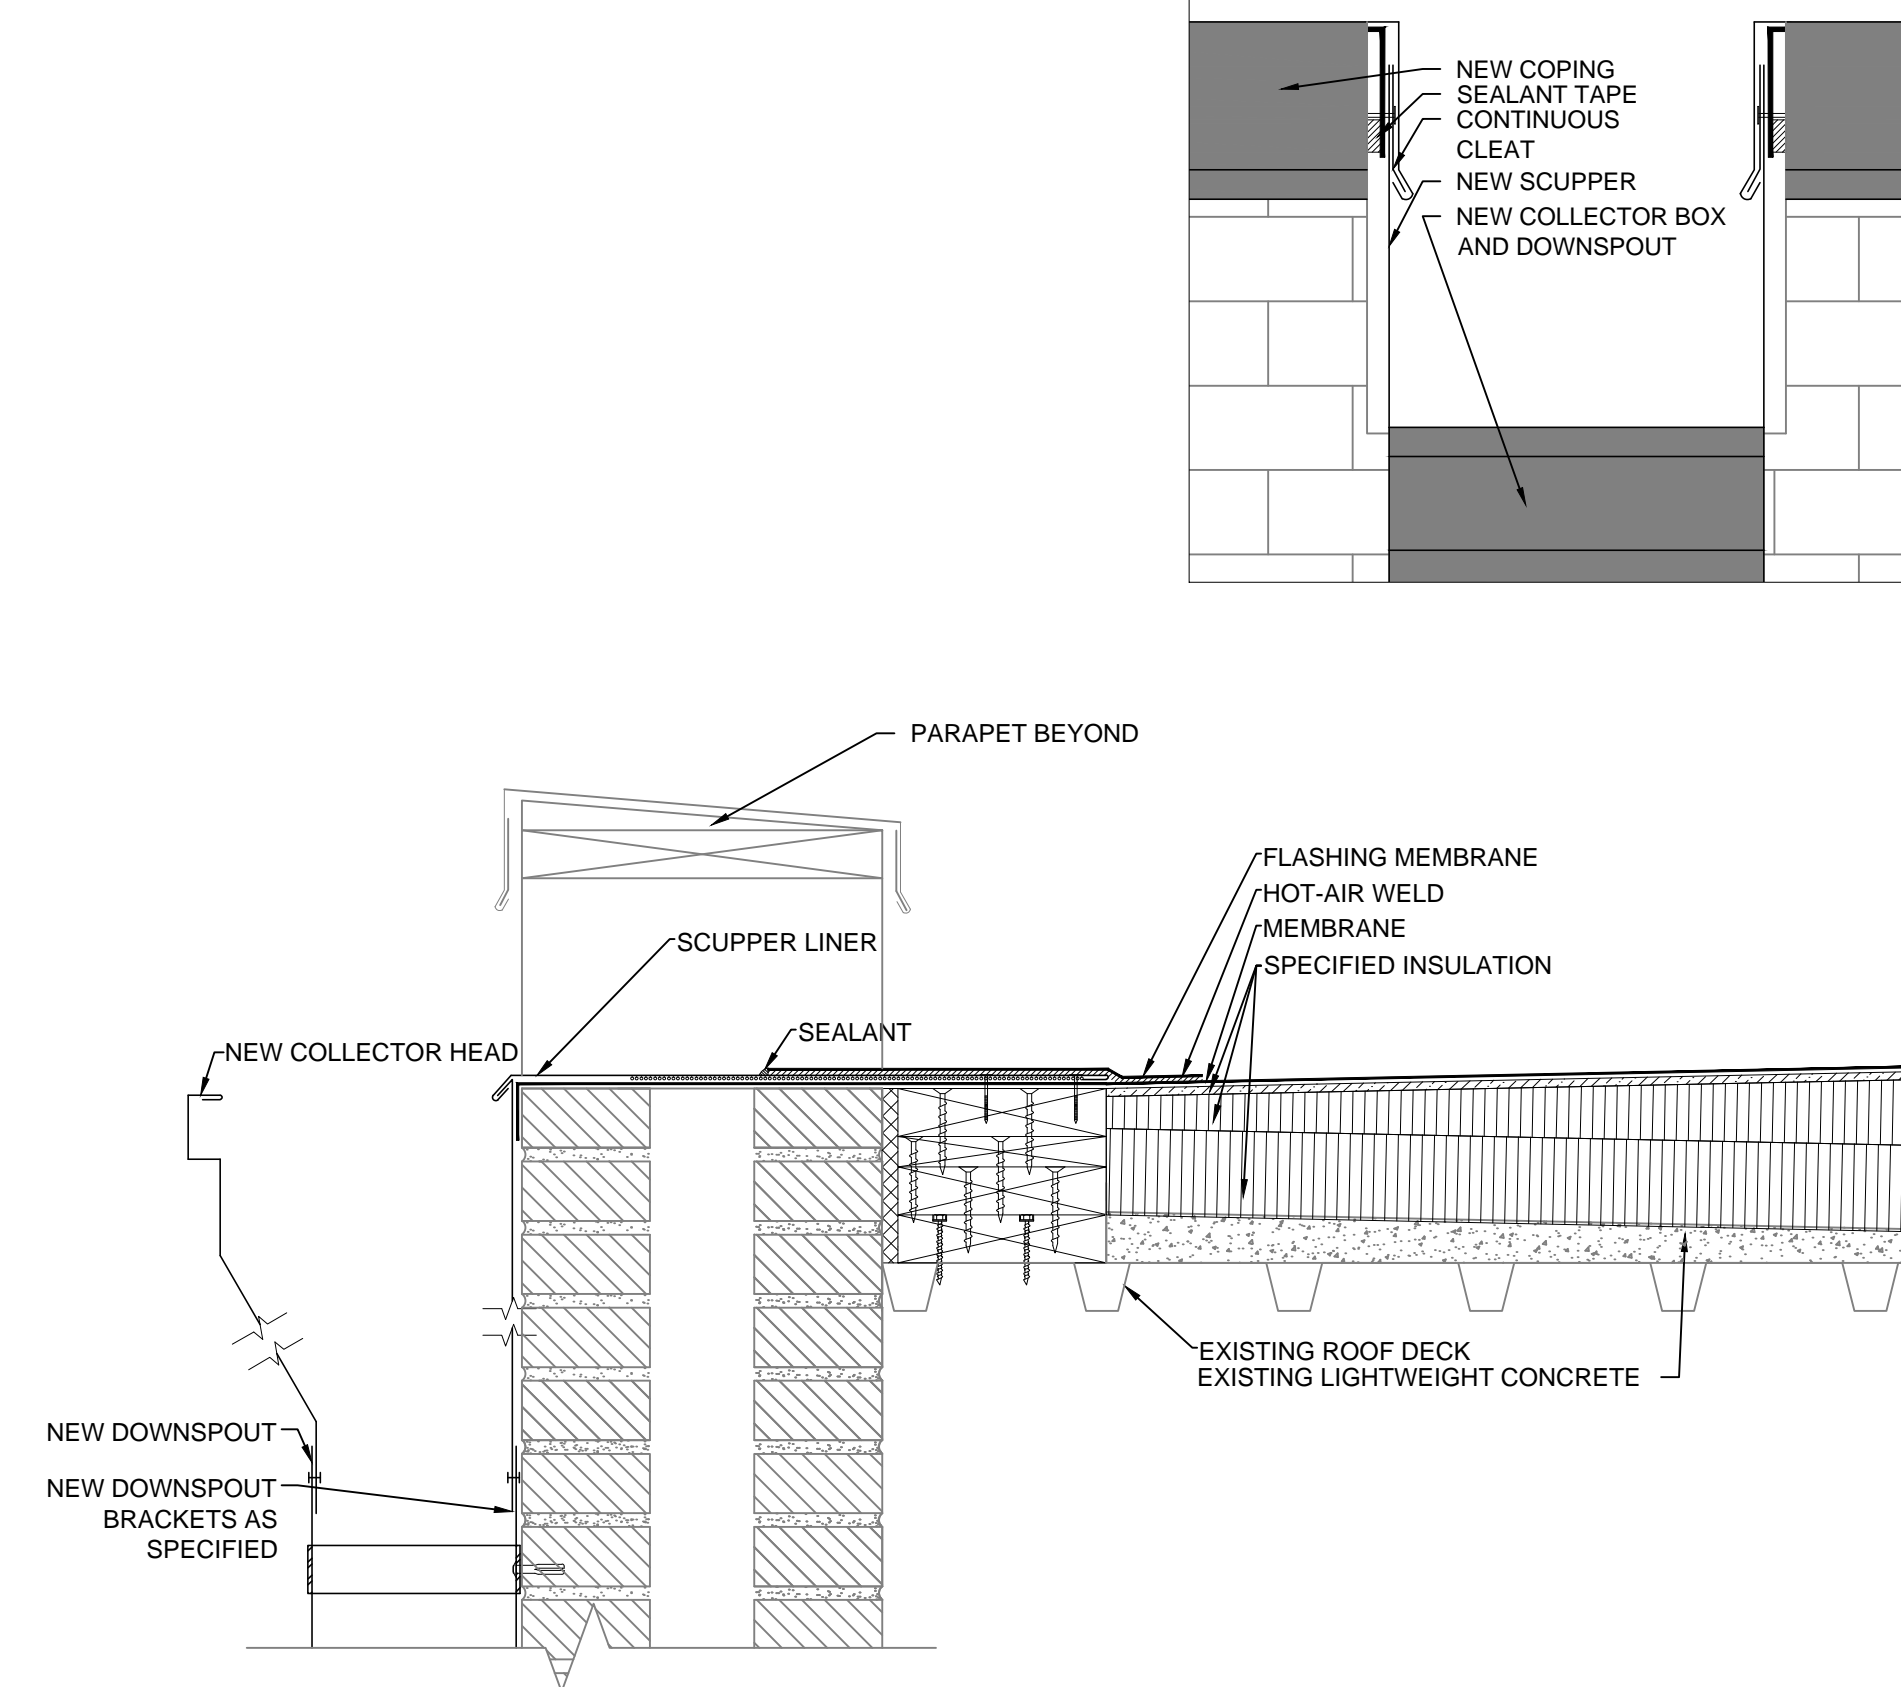 NEW COPING
SEALANT TAPE
CONTINUOUS
CLEAT
NEW SCUPPER
NEW COLLECTOR BOX
AND DOWNSPOUT
PARAPET BEYOND
FLASHING MEMBRANE
HOT-AIR WELD
MEMBRANE
SPECIFIED INSULATION
SCUPPER LINER
SEALANT
NEW COLLECTOR HEAD
EXISTING ROOF DECK
EXISTING LIGHTWEIGHT CONCRETE
NEW DOWNSPOUT
NEW DOWNSPOUT
BRACKETS AS
SPECIFIED